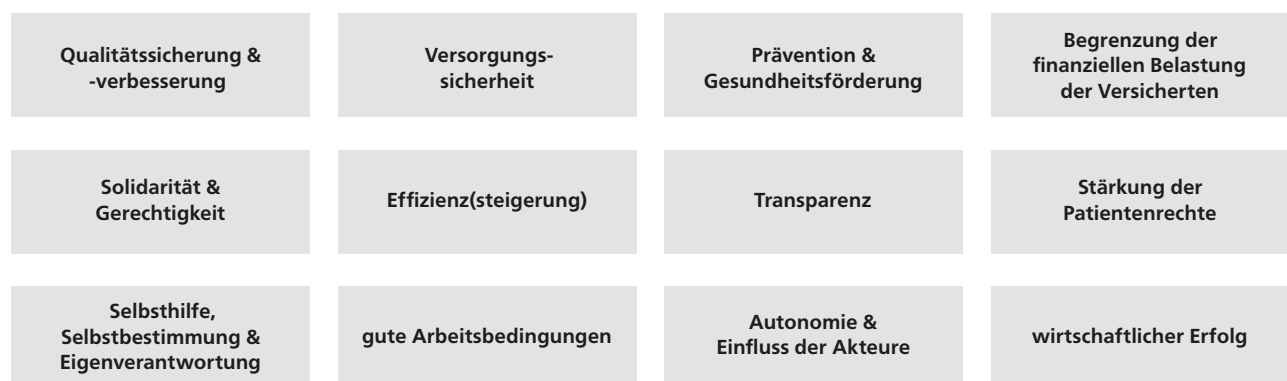 Qualitätssicherung &
-verbesserung
Versorgungs-
sicherheit
Prävention &
Gesundheitsförderung
Begrenzung der
finanziellen Belastung
der Versicherten
Solidarität &
Gerechtigkeit
Effizienz(steigerung)
Transparenz
Stärkung der
Patientenrechte
Selbsthilfe,
Selbstbestimmung &
Eigenverantwortung
gute Arbeitsbedingungen
Autonomie &
Einfluss der Akteure
wirtschaftlicher Erfolg